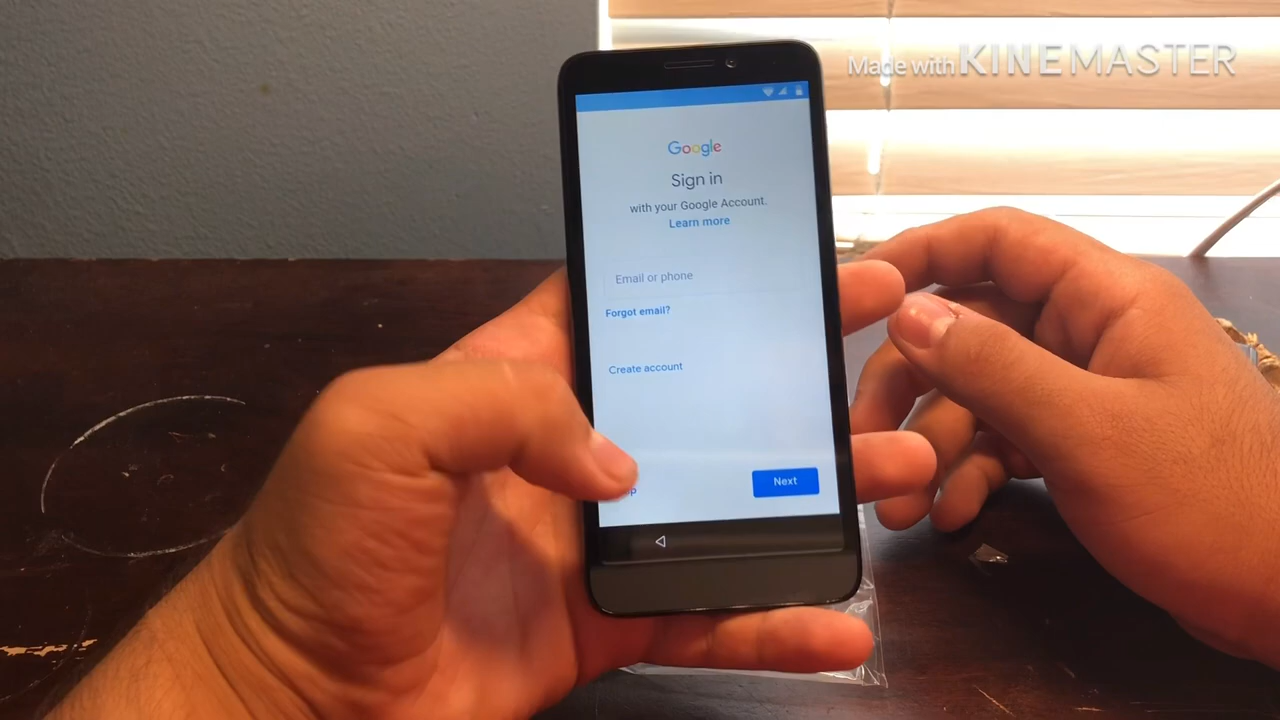 Made with KINEMASTER
Google
Sign in
with your Google Account.
Learn more
Email or phone
Forgot email?
Create account
Next